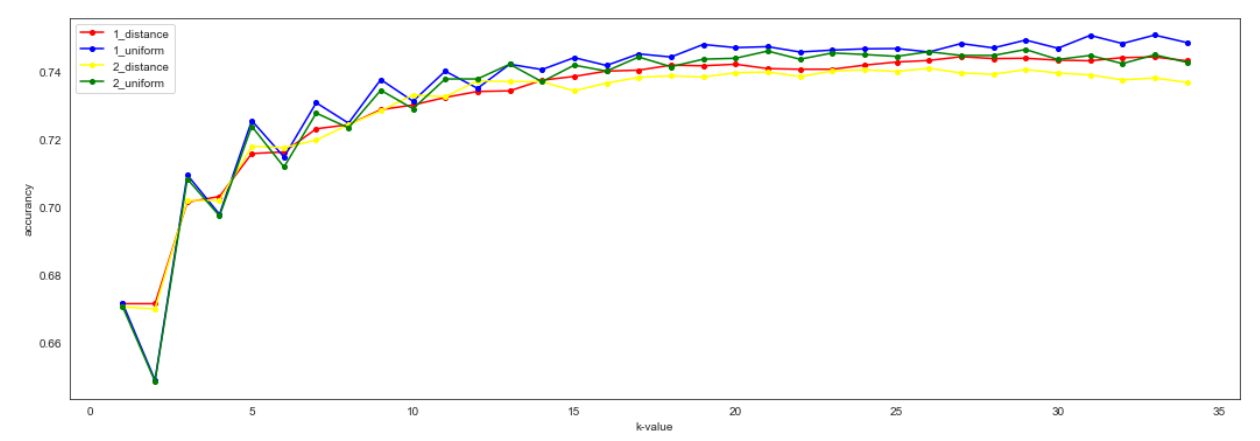 1_distance
1_uniform
2_distance
2_uniform
0.74
0.72
0.70
0.68
0.66
accurancy
0 5 10 15 20 25 30 35
k-value